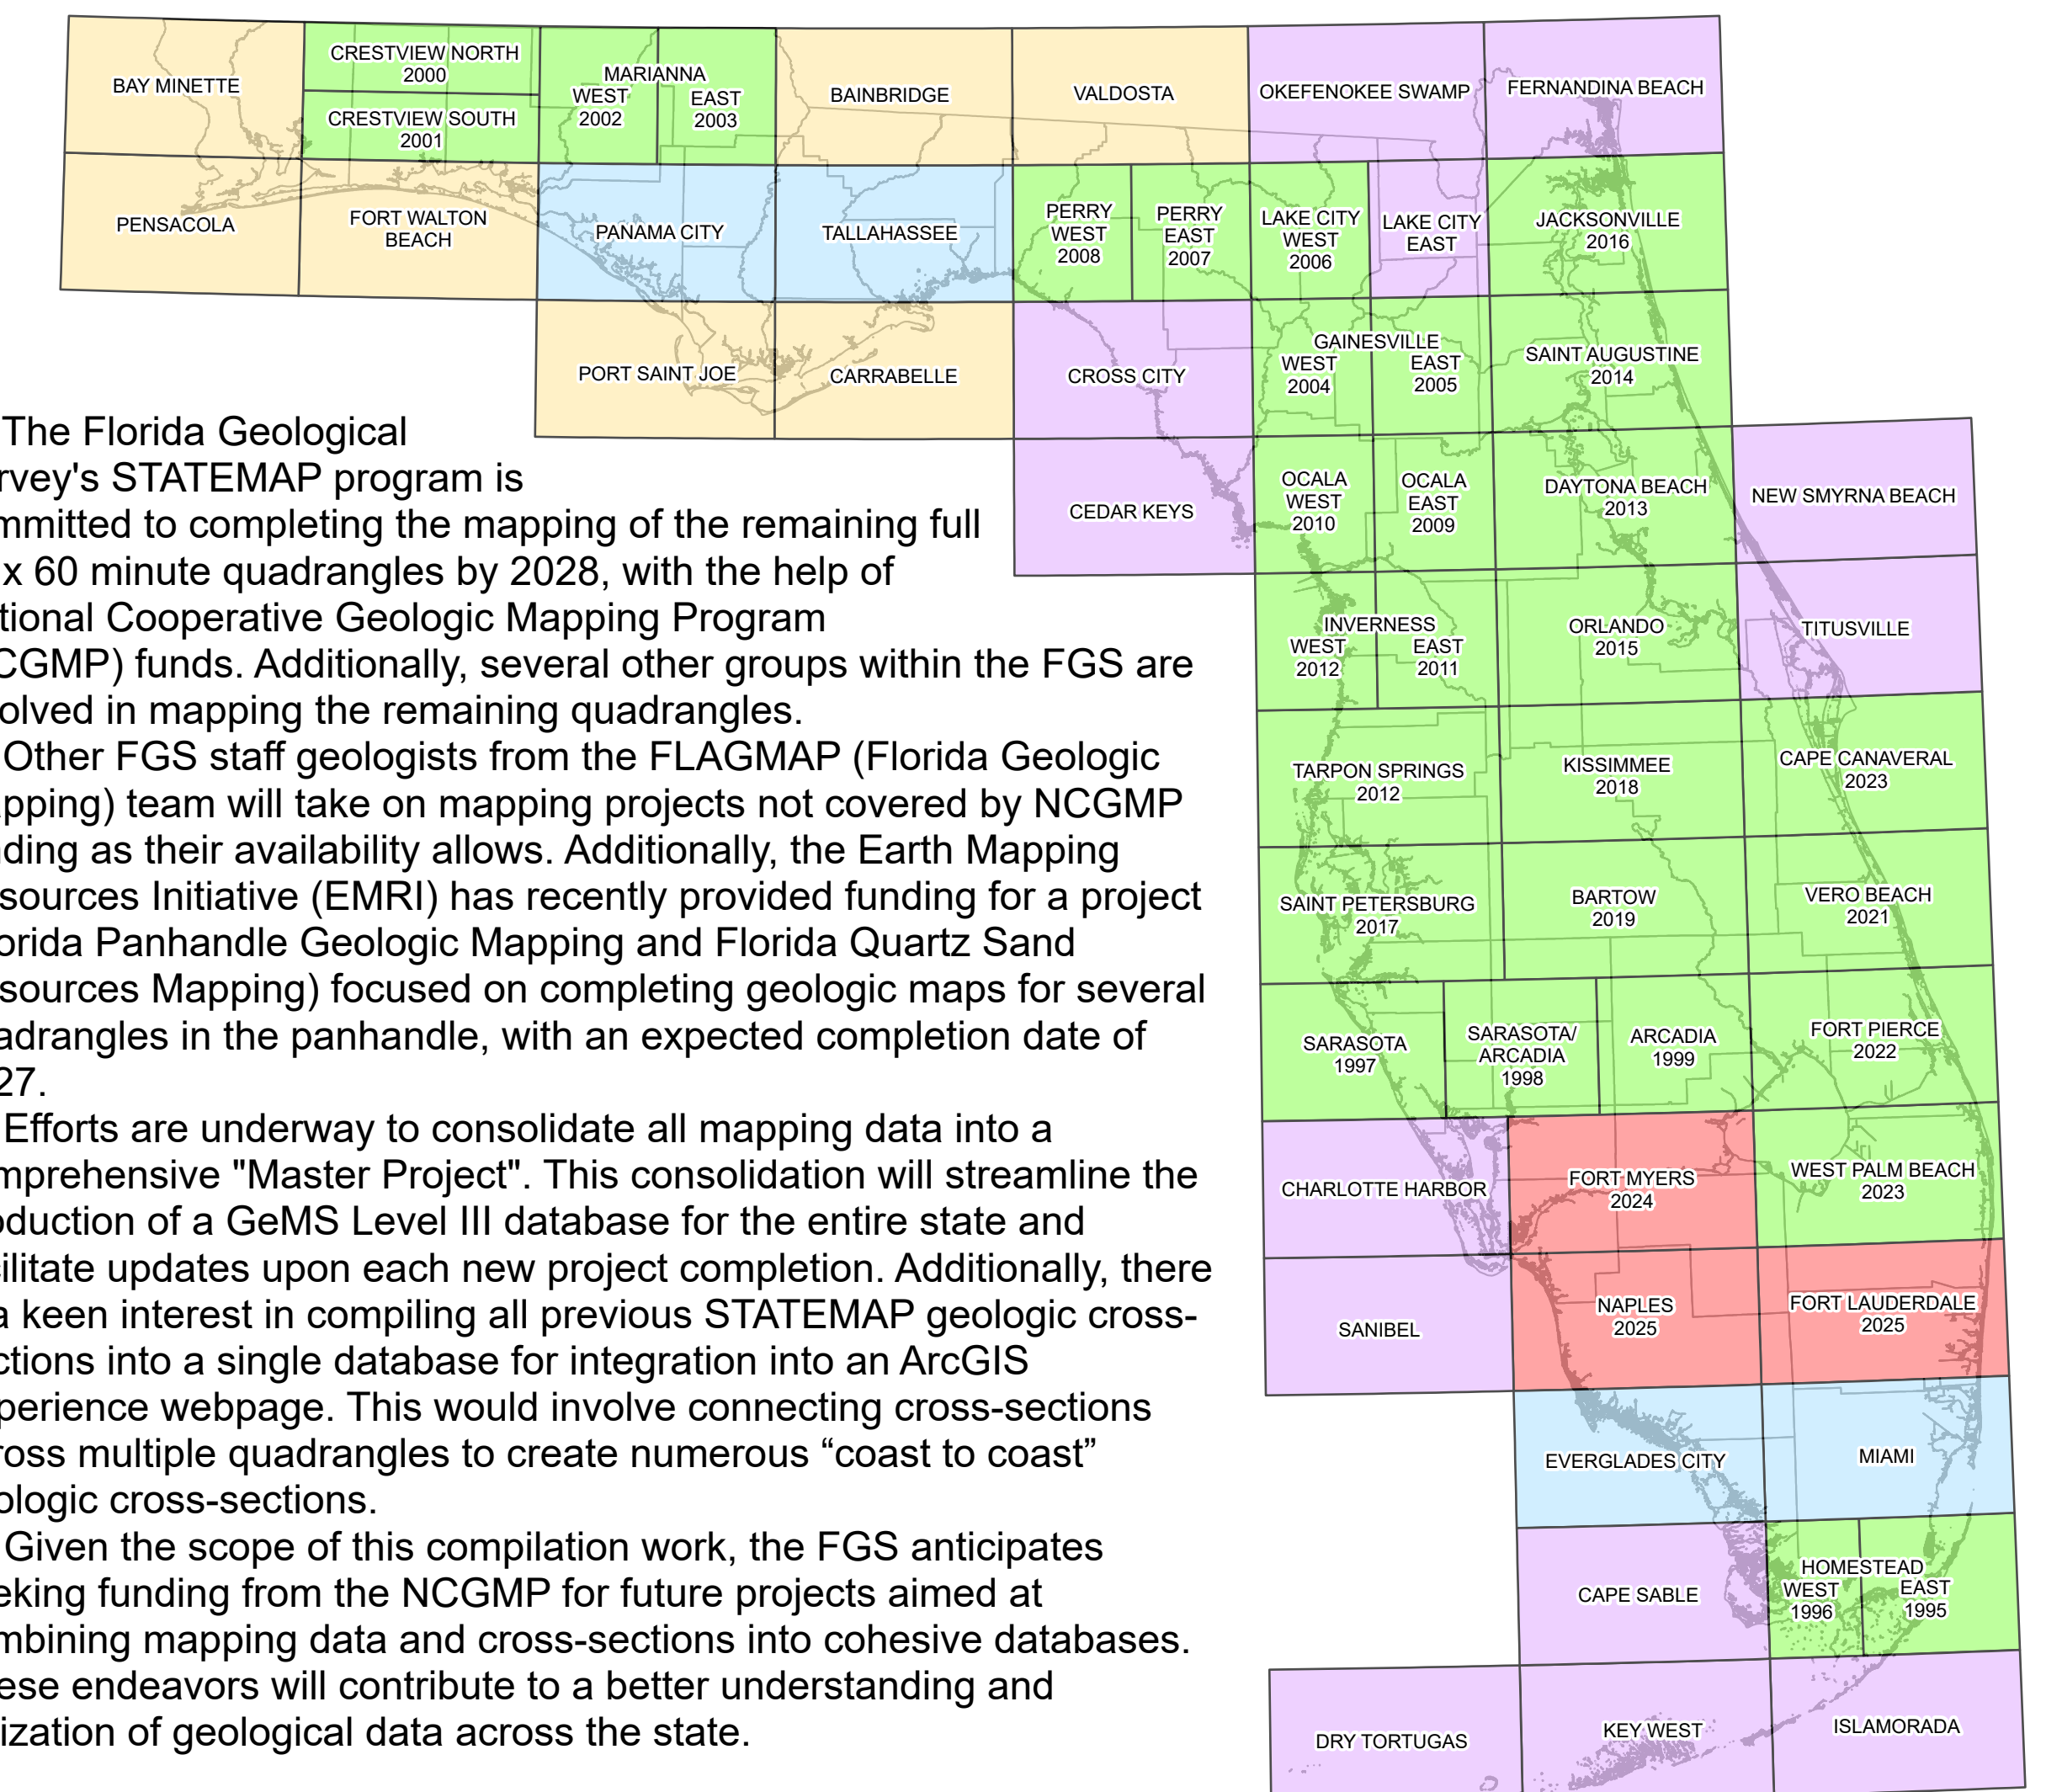 BAY MINETTE
CRESTVIEW NORTH
2000
CRESTVIEW SOUTH
2001
MARIANNA
WEST
2002
EAST
2003
BAINBRIDGE
VALDOSTA
OKEFENOKEE SWAMP
FERNANDINA BEACH
PENSACOLA
FORT WALTON
BEACH
PANAMA CITY
TALLAHASSEE
PERRY
WEST
2008
PERRY
EAST
2007
LAKE CITY
WEST
2006
LAKE CITY
EAST
JACKSONVILLE
2016
PORT SAINT JOE
CARRABELLE
CROSS CITY
GAINESVILLE
WEST
2004
EAST
2005
SAINT AUGUSTINE
2014
CEDAR KEYS
OCALA
WEST
2010
OCALA
EAST
2009
DAYTONA BEACH
2013
NEW SMYRNA BEACH
INVERNESS
WEST
2012
EAST
2011
ORLANDO
2015
TITUSVILLE
TARPON SPRINGS
2012
KISSIMMEE
2018
CAPE CANAVERAL
2023
SAINT PETERSBURG
2017
BARTOW
2019
VERO BEACH
2021
SARASOTA
1997
SARASOTA/
ARCADIA
1998
ARCADIA
1999
FORT PIERCE
2022
CHARLOTTE HARBOR
FORT MYERS
2024
WEST PALM BEACH
2023
SANIBEL
NAPLES
2025
FORT LAUDERDALE
2025
EVERGLADES CITY
MIAMI
CAPE SABLE
HOMESTEAD
WEST
1996
EAST
1995
DRY TORTUGAS
KEY WEST
ISLAMORADA
The Florida Geological
rvey's STATEMAP program is
mmitted to completing the mapping of the remaining full
x 60 minute quadrangles by 2028, with the help of
tional Cooperative Geologic Mapping Program
CGMP) funds. Additionally, several other groups within the FGS are
olved in mapping the remaining quadrangles.
Other FGS staff geologists from the FLAGMAP (Florida Geologic
apping) team will take on mapping projects not covered by NCGMP
ding as their availability allows. Additionally, the Earth Mapping
sources Initiative (EMRI) has recently provided funding for a project
orida Panhandle Geologic Mapping and Florida Quartz Sand
sources Mapping) focused on completing geologic maps for several
adrangles in the panhandle, with an expected completion date of
27.
Efforts are underway to consolidate all mapping data into a
mprehensive "Master Project". This consolidation will streamline the
oduction of a GeMS Level III database for the entire state and
cilitate updates upon each new project completion. Additionally, there
a keen interest in compiling all previous STATEMAP geologic cross-
ctions into a single database for integration into an ArcGIS
perience webpage. This would involve connecting cross-sections
ross multiple quadrangles to create numerous “coast to coast”
ologic cross-sections.
Given the scope of this compilation work, the FGS anticipates
eking funding from the NCGMP for future projects aimed at
mbining mapping data and cross-sections into cohesive databases.
ese endeavors will contribute to a better understanding and
ization of geological data across the state.